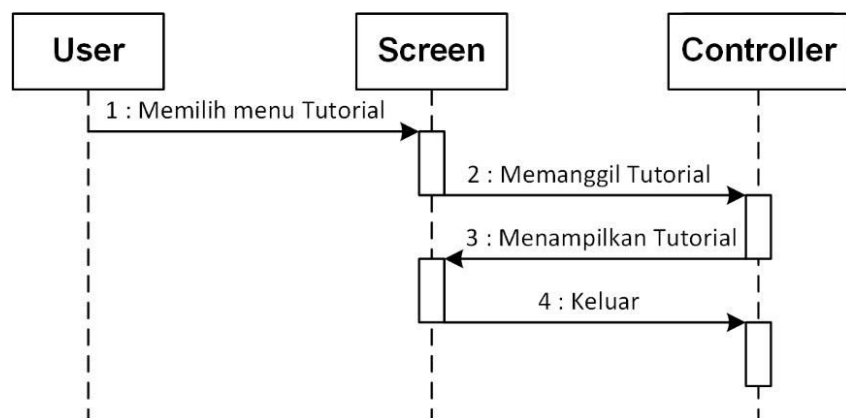 User
Screen
Controller
1 : Memilih menu Tutorial
2 : Memanggil Tutorial
3 : Menampilkan Tutorial
4 : Keluar